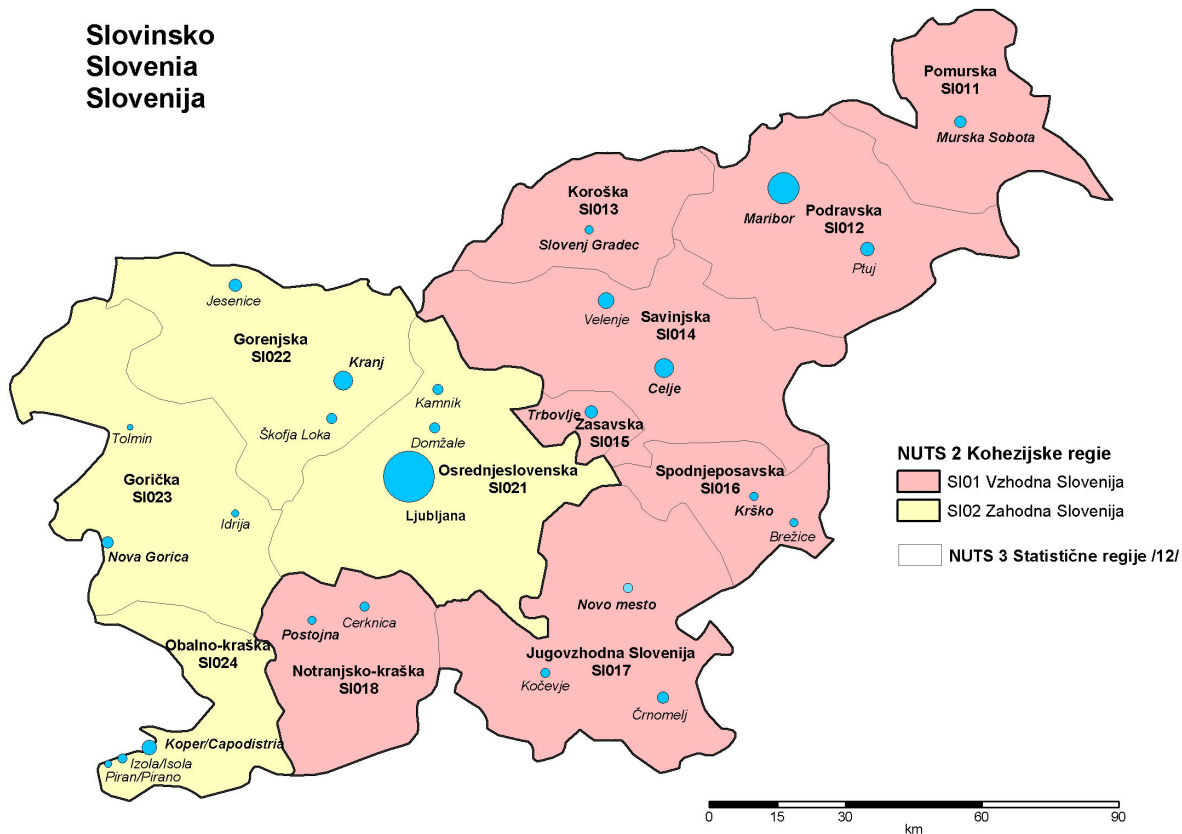 Slovinsko
Slovenia
Slovenija
Pomurska
SI011
Murska Sobota
Koroška
SI013
Slovenj Gradec
Maribor
Podravska
SI012
Ptuj
Jesenice
Velenje
Savinjska
SI014
Gorenjska
SI022
Kranj
Celje
Kamnik
Škofja Loka
Domžale
Tolmin
Trbovlje
Zasavska
SI015
Osrednjeslovenska
SI021
Ljubljana
Spodnjeposavska
SI016
Krško
Brežice
Gorička
SI023
Idrija
Nova Gorica
NUTS 2 Kohezijske regie
SI01 Vzhodna Slovenija
SI02 Zahodna Slovenija
NUTS 3 Statistične regije /12/
Novo mesto
Postojna
Cerknica
Obalno-kraška
SI024
Notranjsko-kraška
SI018
Jugovzhodna Slovenija
SI017
Kočevje
Črnomelj
Koper/Capodistria
Izola/Isola
Piran/Pirano
0 15 30 60 90
km